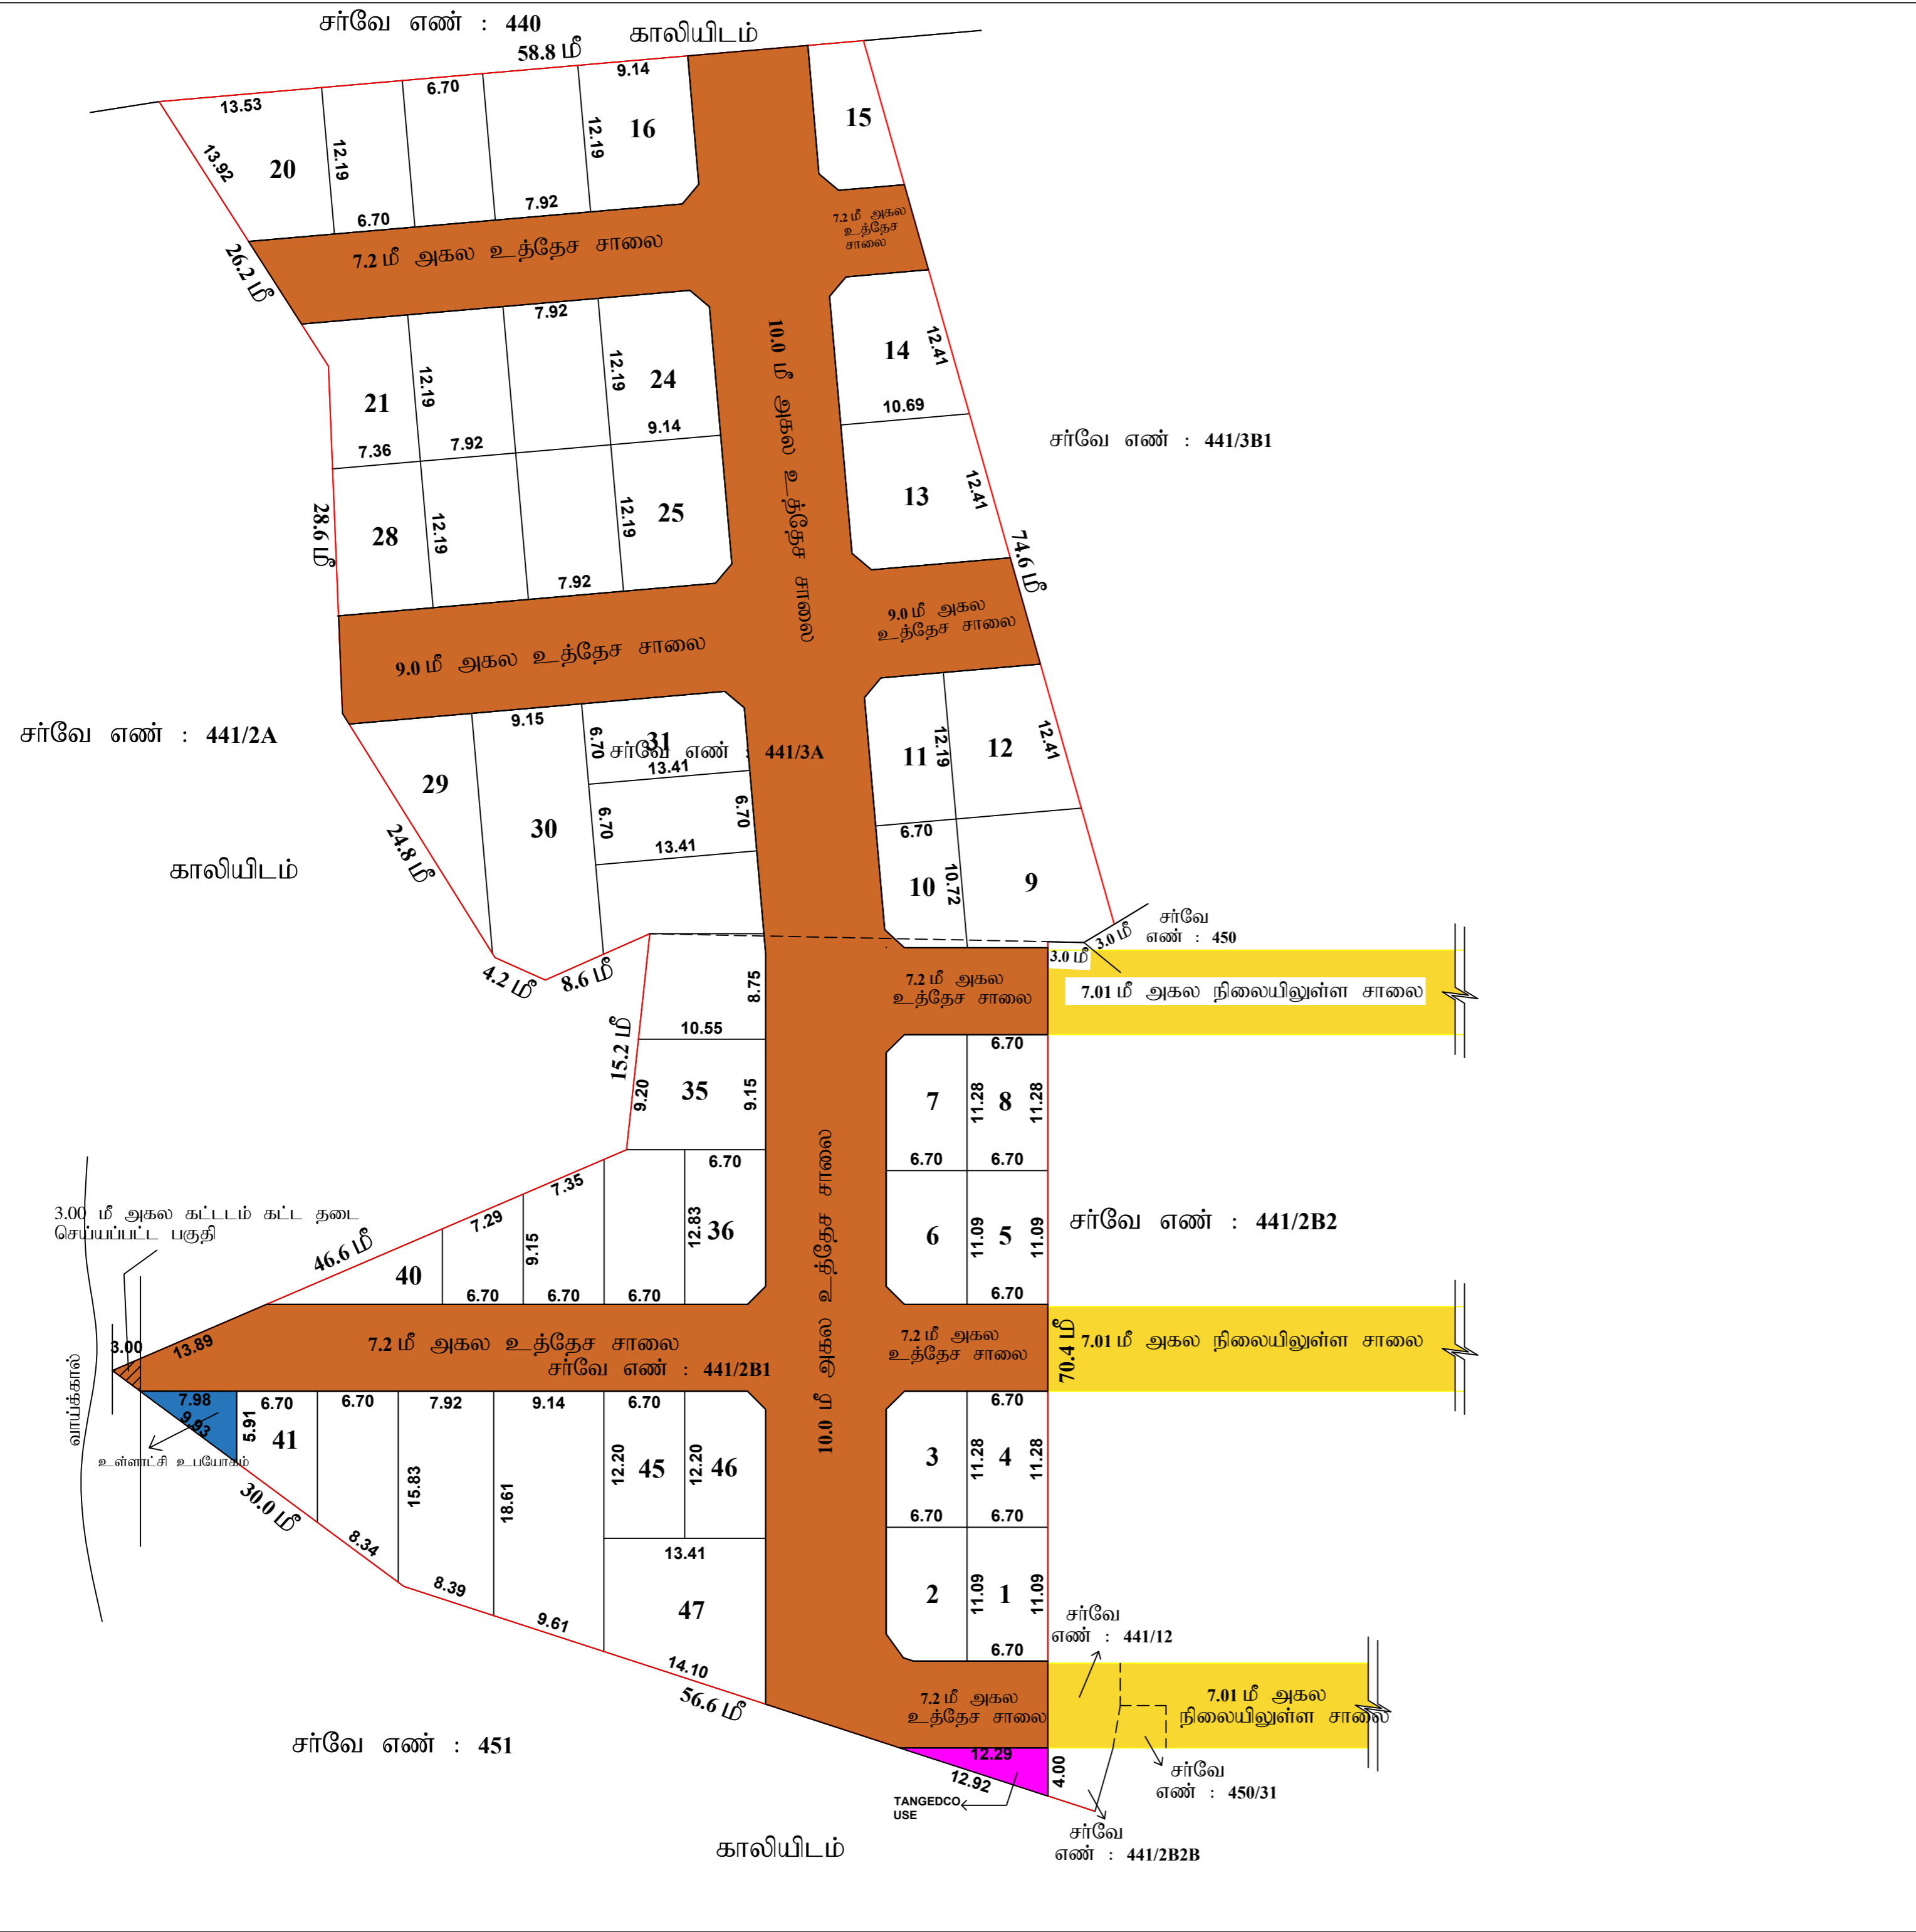 சர்வே எண் : 440
காலியிடம்
58.8 மீ
9.14
6.70
13.53
15
16
12.19
12.19
13.92
20
7.92
6.70
7.2 மீ அகல
உத்தேச
சாலை
7.2 மீ அகல உத்தேச சாலை
26.2 மீ
7.92
10.0 மீ அகல உத்தேச சாலை
14
12.41
12.19
24
12.19
21
10.69
9.14
7.92
7.36
சர்வே எண் : 441/3B1
13
12.41
12.19
25
12.19
28
28.6 மீ
74.6 மீ
7.92
9.0 மீ அகல
உத்தேச சாலை
9.0 மீ அகல உத்தேச சாலை
9.15
சர்வே எண் : 441/2A
6.70
31
சர்வே எண் : 441/3A
13.41
11
12.19
12
12.41
29
30
6.70
6.70
6.70
13.41
24.8 மீ
காலியிடம்
10
10.72
9
சர்வே
எண் : 450
3.0 மீ
3.0 மீ
4.2 மீ
8.6 மீ
8.75
7.2 மீ அகல
உத்தேச சாலை
7.01 மீ அகல நிலையிலுள்ள சாலை
10.55
15.2 மீ
6.70
9.20
35
9.15
7
11.28
8
11.28
6.70
6.70
6.70
7.35
7.29
10.0 மீ அகல உத்தேச சாலை
3.00 மீ அகல கட்டடம் கட்ட தடை
செய்யப்பட்ட பகுதி
46.6 மீ
9.15
12.83
36
6
11.09
5
11.09
சர்வே எண் : 441/2B2
40
6.70
6.70
6.70
6.70
3.00
13.89
7.2 மீ அகல உத்தேச சாலை
சர்வே எண் : 441/2B1
7.2 மீ அகல
உத்தேச சாலை
70.4 மீ
7.01 மீ அகல நிலையிலுள்ள சாலை
வாய்க்கால்
7.98
9.93
5.91
6.70
6.70
7.92
9.14
6.70
6.70
41
உள்ளாட்சி உபயோகம்
12.20
45
12.20
46
3
11.28
4
11.28
15.83
18.61
30.0 மீ
6.70
6.70
8.34
13.41
8.39
9.61
47
2
11.09
1
11.09
சர்வே
எண் : 441/12
6.70
14.10
56.6 மீ
7.2 மீ அகல
உத்தேச சாலை
7.01 மீ அகல
நிலையிலுள்ள சாலை
சர்வே எண் : 451
12.29
12.92
4.00
சர்வே
எண் : 450/31
TANGEDCO
USE
சர்வே
எண் : 441/2B2B
காலியிடம்